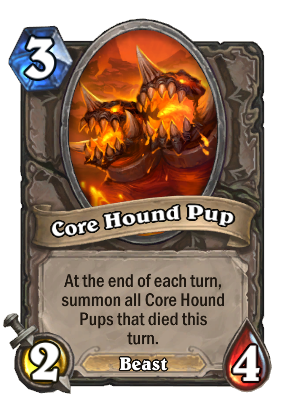 3
Core Hound Pup
At the end of each turn,
summon all Core Hound
Pups that died this
turn.
2
Beast
4